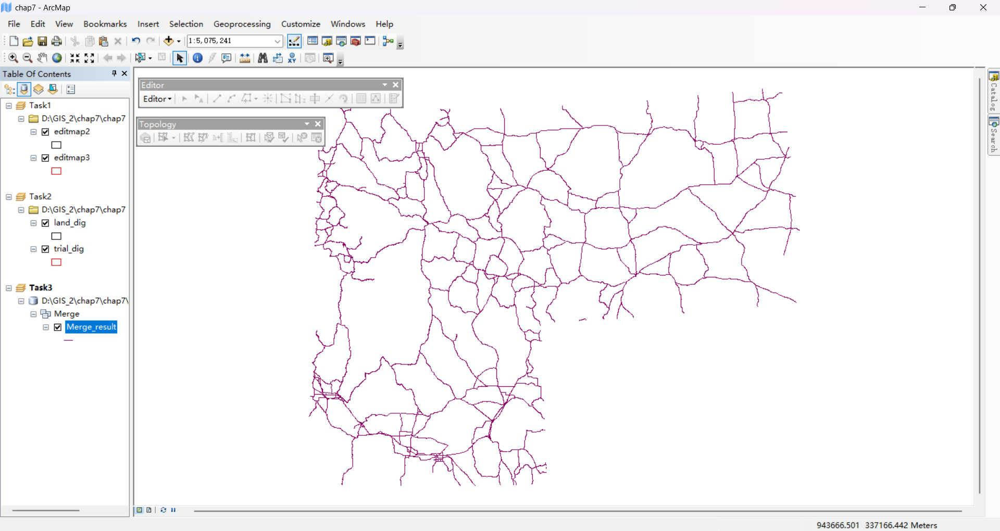 chap7 - ArcMap
File Edit View Bookmarks Insert Selection Geoprocessing Customize Windows Help
1:5,075,241
Table Of Contents
Task1
D:\GIS_2\chap7\chap7
editmap2
editmap3
Task2
D:\GIS_2\chap7\chap7
land_dig
trial_dig
Task3
D:\GIS_2\chap7\chap7\
Merge
Merge_result
Editor
Editor
Topology
Catalog
Search
943666.501 337166.442 Meters